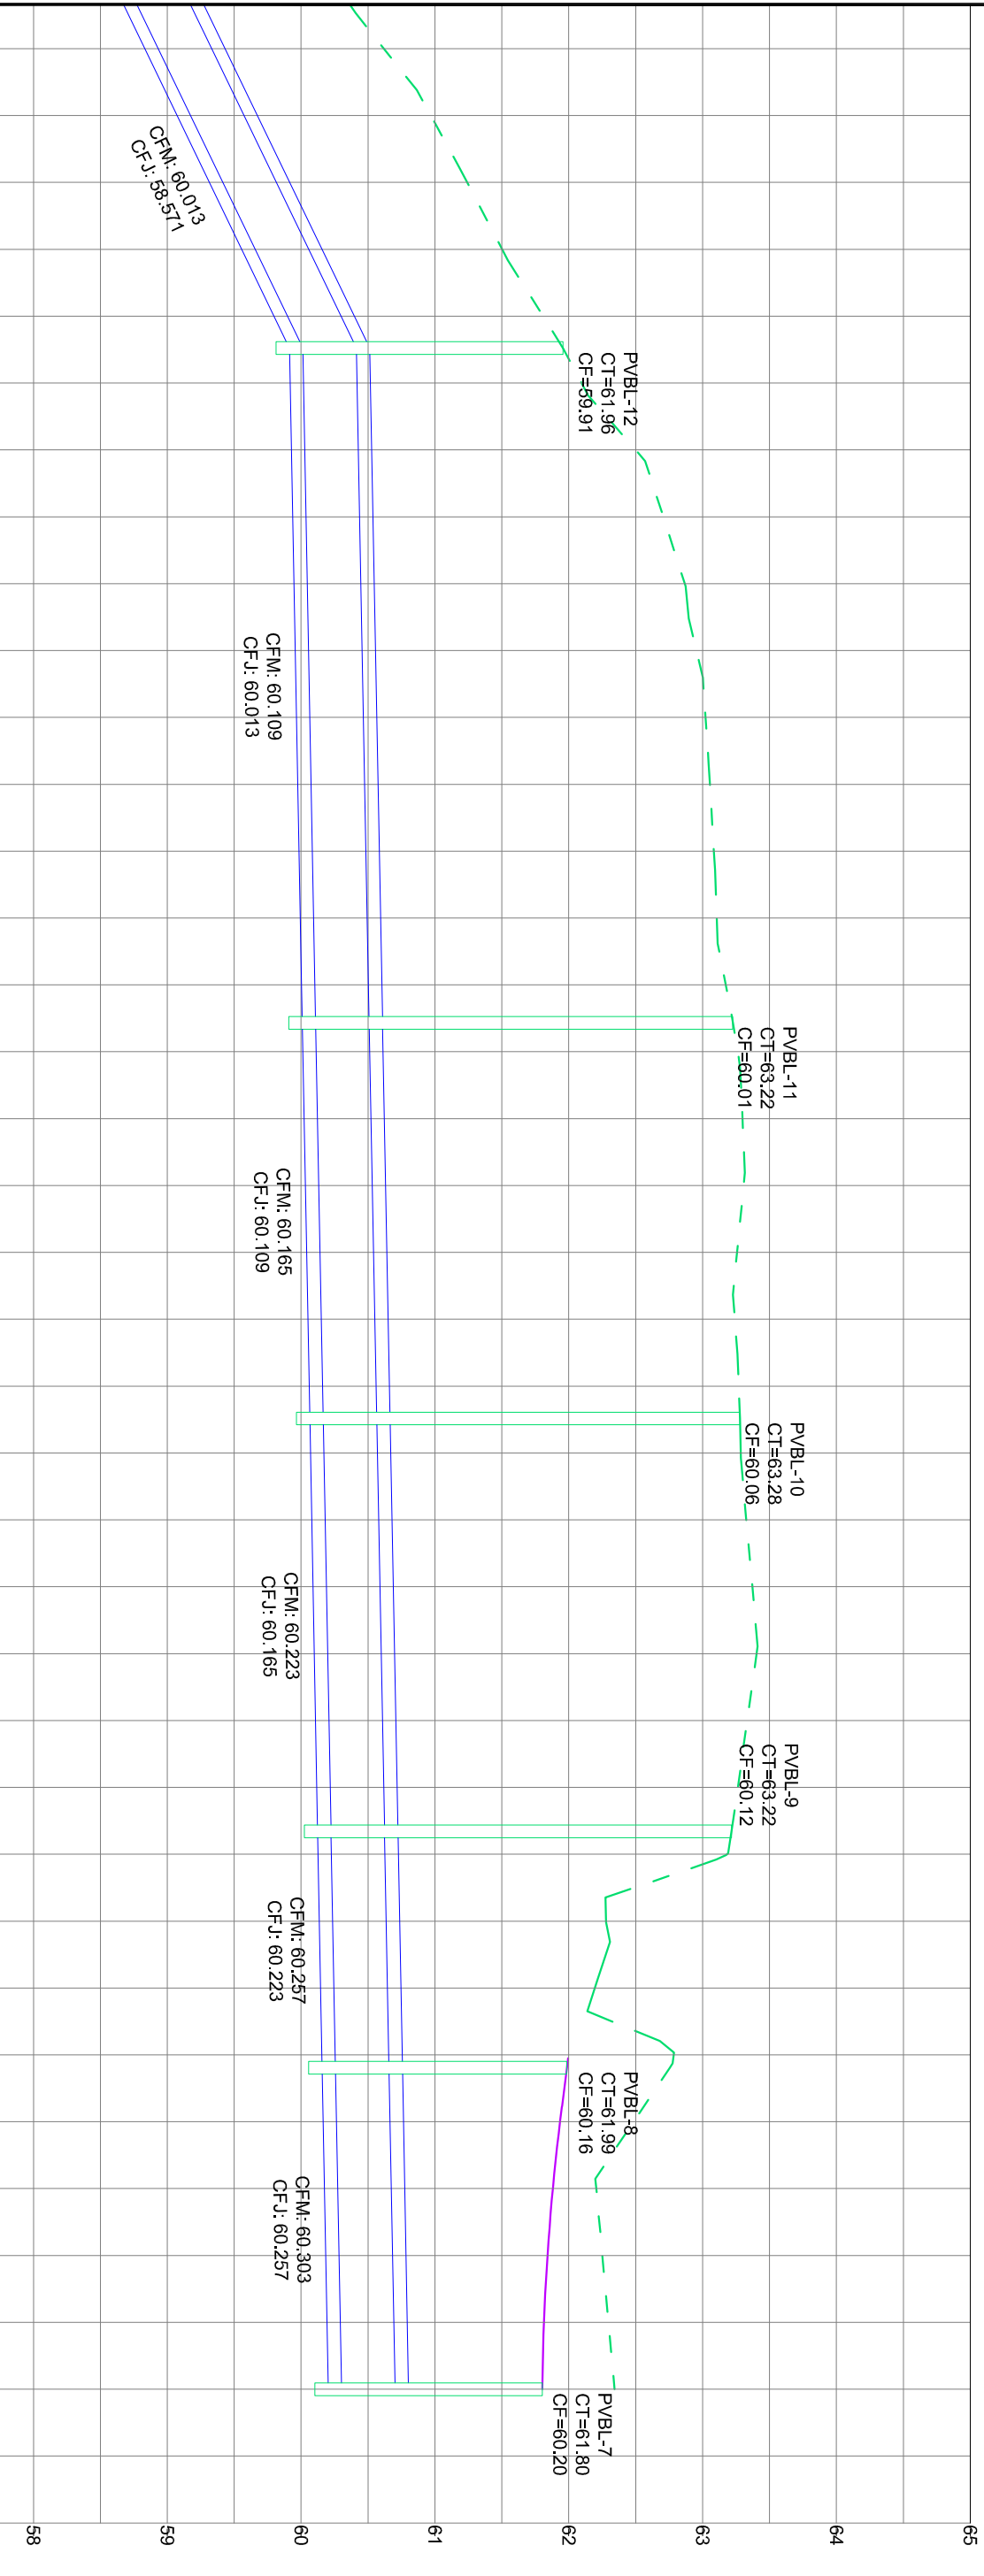 CFM: 60.013
CFJ: 58.571
PVBL-12
CT=61.96
CF=59.91
CFM: 60.109
CFJ: 60.013
PVBL-11
CT=63.22
CF=60.01
CFM: 60.165
CFJ: 60.109
PVBL-10
CT=63.28
CF=60.06
CFM: 60.223
CFJ: 60.165
PVBL-9
CT=63.22
CF=60.12
CFM: 60.257
CFJ: 60.223
PVBL-8
CT=61.99
CF=60.16
CFM: 60.303
CFJ: 60.257
PVBL-7
CT=61.80
CF=60.20
65
64
63
62
61
60
59
58